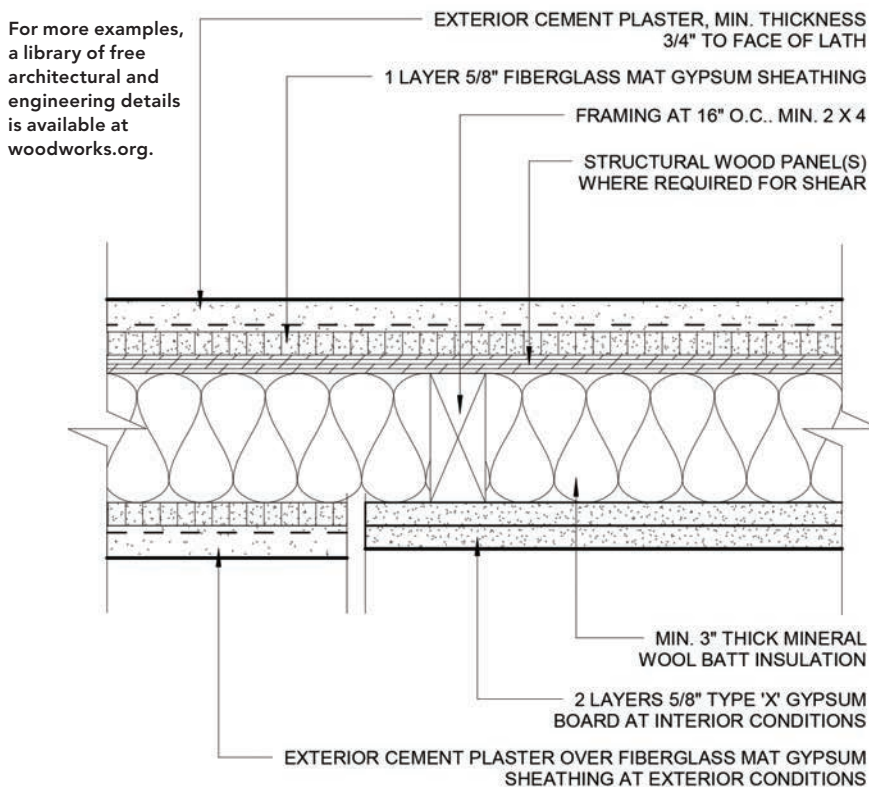 For more examples,
a library of free
architectural and
engineering details
is available at
woodworks.org.
EXTERIOR CEMENT PLASTER, MIN. THICKNESS
3/4" TO FACE OF LATH
1 LAYER 5/8" FIBERGLASS MAT GYPSUM SHEATHING
FRAMING AT 16" O.C.. MIN. 2 X 4
STRUCTURAL WOOD PANEL(S)
WHERE REQUIRED FOR SHEAR
MIN. 3" THICK MINERAL
WOOL BATT INSULATION
2 LAYERS 5/8" TYPE 'X' GYPSUM
BOARD AT INTERIOR CONDITIONS
EXTERIOR CEMENT PLASTER OVER FIBERGLASS MAT GYPSUM
SHEATHING AT EXTERIOR CONDITIONS